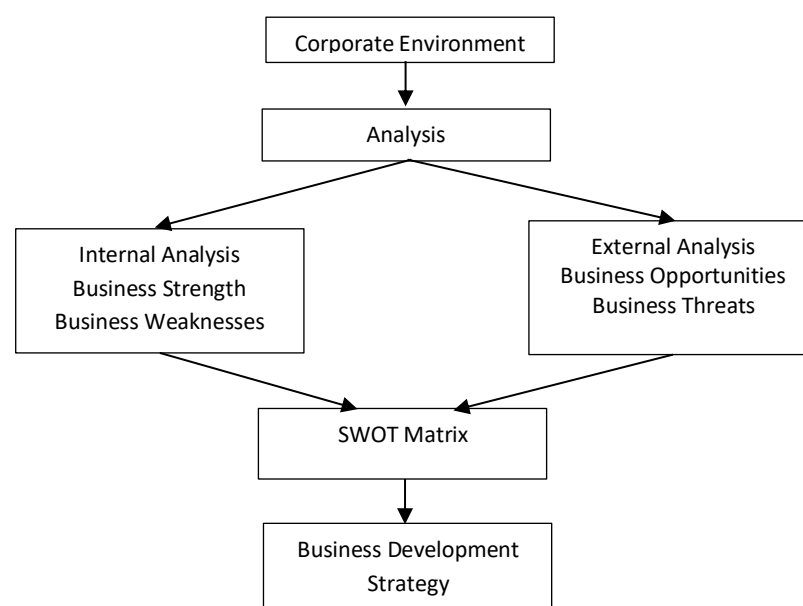 Corporate Environment
Analysis
Internal Analysis
Business Strength
Business Weaknesses
External Analysis
Business Opportunities
Business Threats
SWOT Matrix
Business Development
Strategy